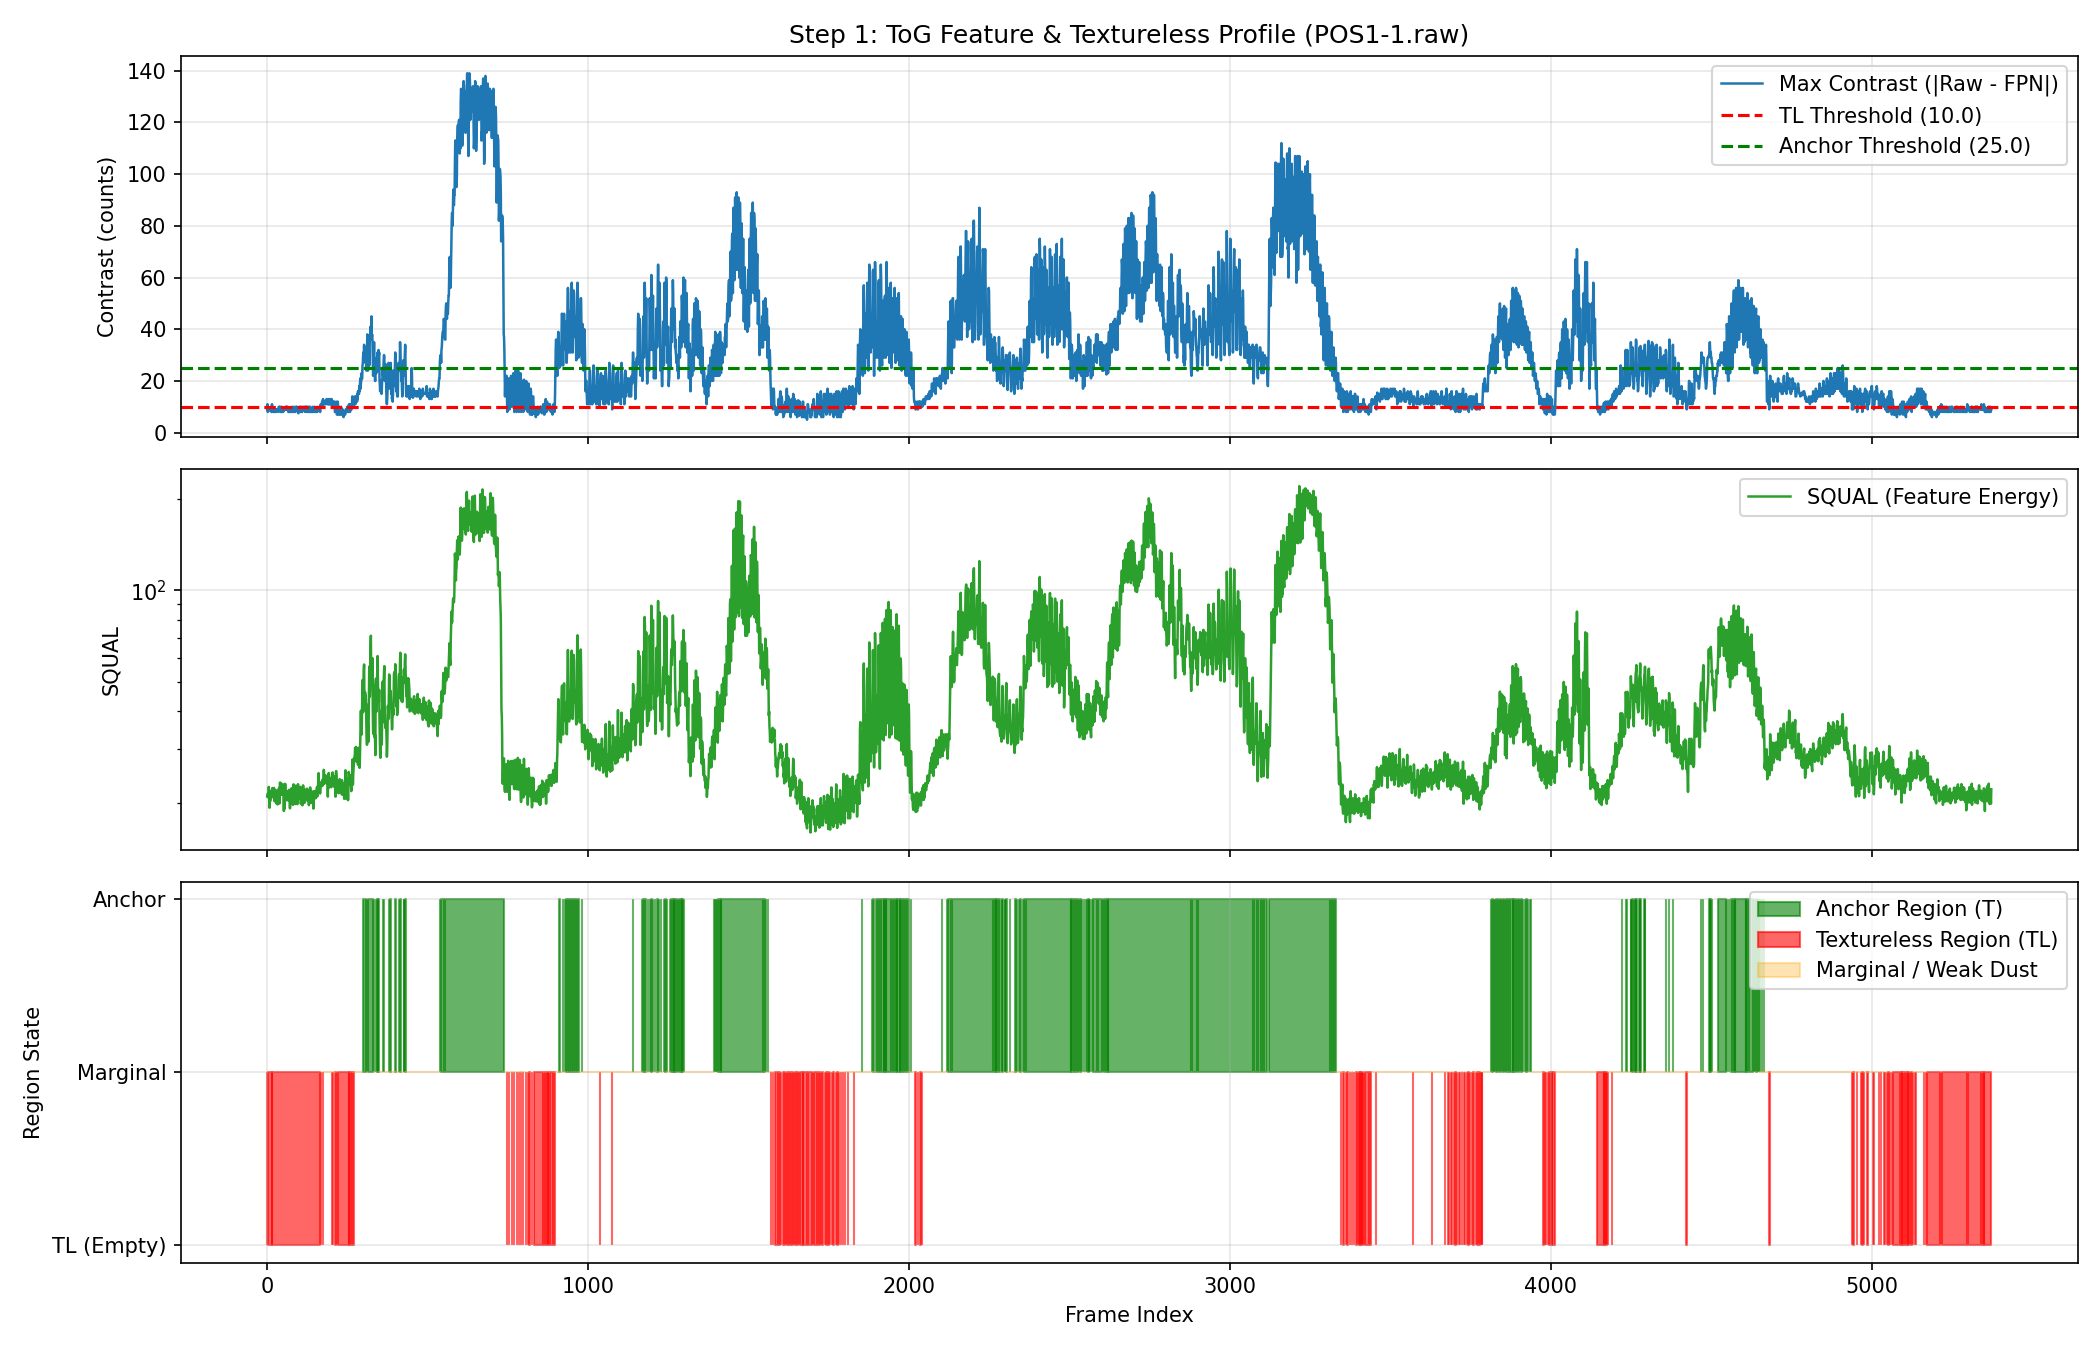 Step 1: ToG Feature & Textureless Profile (POS1-1.raw)
140
120
100
80
60
40
20
0
Contrast (counts)
Max Contrast (|Raw - FPN|)
TL Threshold (10.0)
Anchor Threshold (25.0)
10²
SQUAL
SQUAL (Feature Energy)
Anchor
Marginal
TL (Empty)
Region State
Anchor Region (T)
Textureless Region (TL)
Marginal / Weak Dust
0 1000 2000 3000 4000 5000
Frame Index